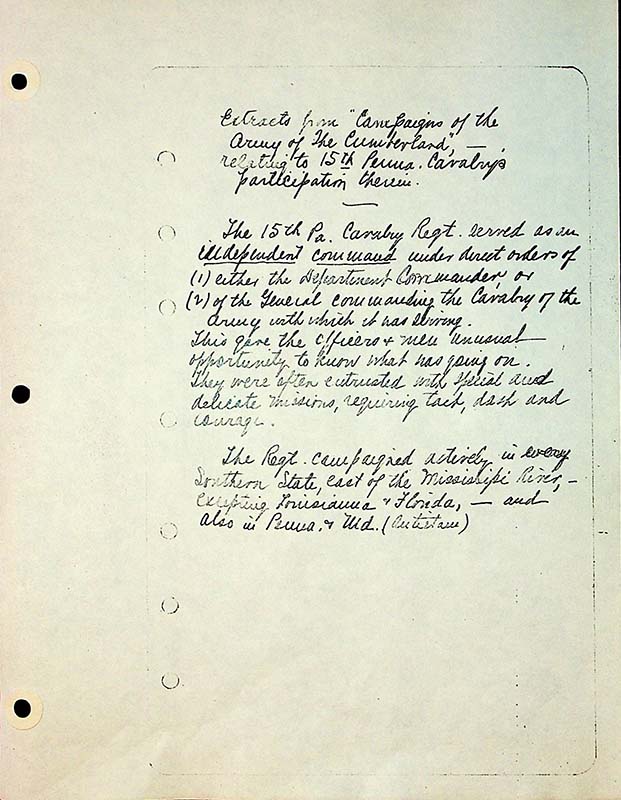 Extracts from "Campaigns of the
Army of The Cumberland", —
relating to 15th Penna. Cavalry's
participation therein.
The 15th Pa. Cavalry Regt. served as an
independent command under direct orders of
(1) either the Department Commander, or
(2) of the General commanding the Cavalry of the
Army with which it was serving.
This gave the officers & men unusual
opportunity to know what was going on.
They were often entrusted with special and
delicate missions, requiring tact, dash and
courage.
The Regt. campaigned actively in every
Southern State, east of the Mississippi River, –
excepting Louisianna & Florida, — and
also in Penna. & Md. (Antietam)